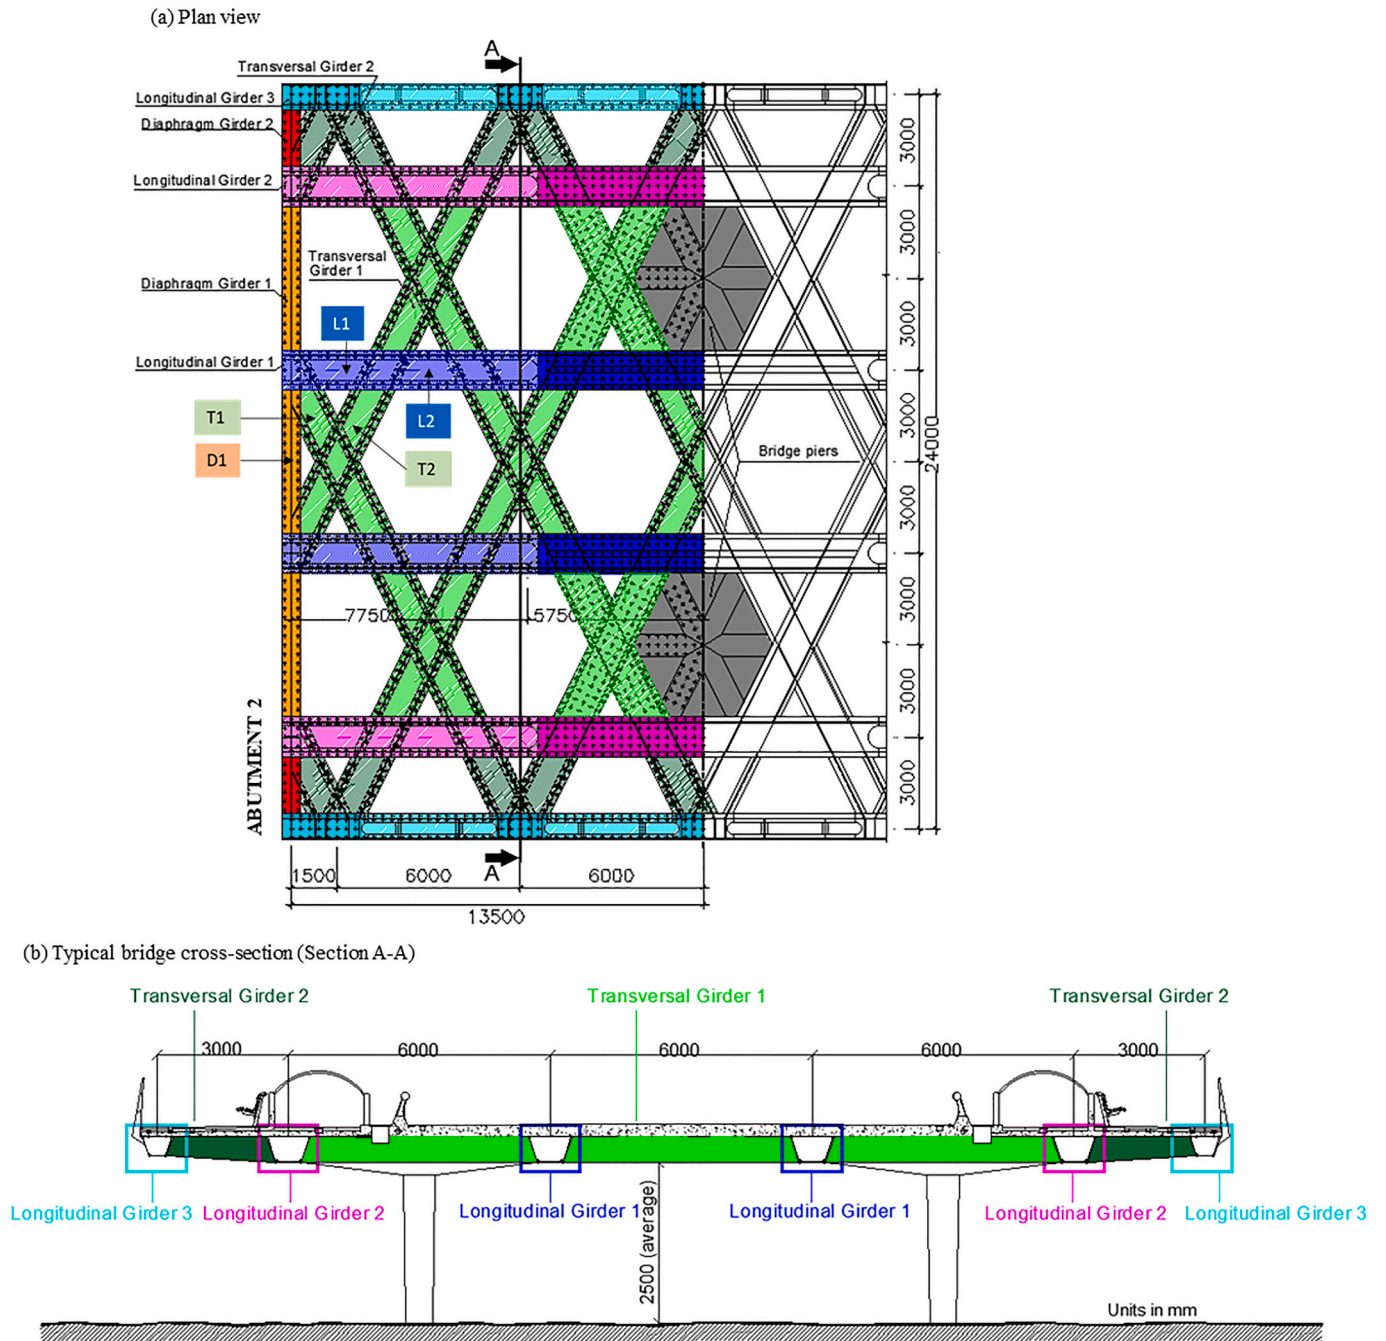 (a) Plan view
A
Transversal Girder 2
Longitudinal Girder 3
Diaphragm Girder 2
Longitudinal Girder 2
Transversal
Girder 1
Diaphragm Girder 1
L1
Longitudinal Girder 1
T1
L2
D1
T2
Bridge piers
3000
3000
3000
3000
3000
3000
3000
3000
24000
7750
5750
ABUTMENT 2
A
1500
6000
6000
13500
(b) Typical bridge cross-section (Section A-A)
Transversal Girder 2
Transversal Girder 1
Transversal Girder 2
3000
6000
6000
6000
3000
Longitudinal Girder 3
Longitudinal Girder 2
Longitudinal Girder 1
Longitudinal Girder 1
Longitudinal Girder 2
Longitudinal Girder 3
2500 (average)
Units in mm